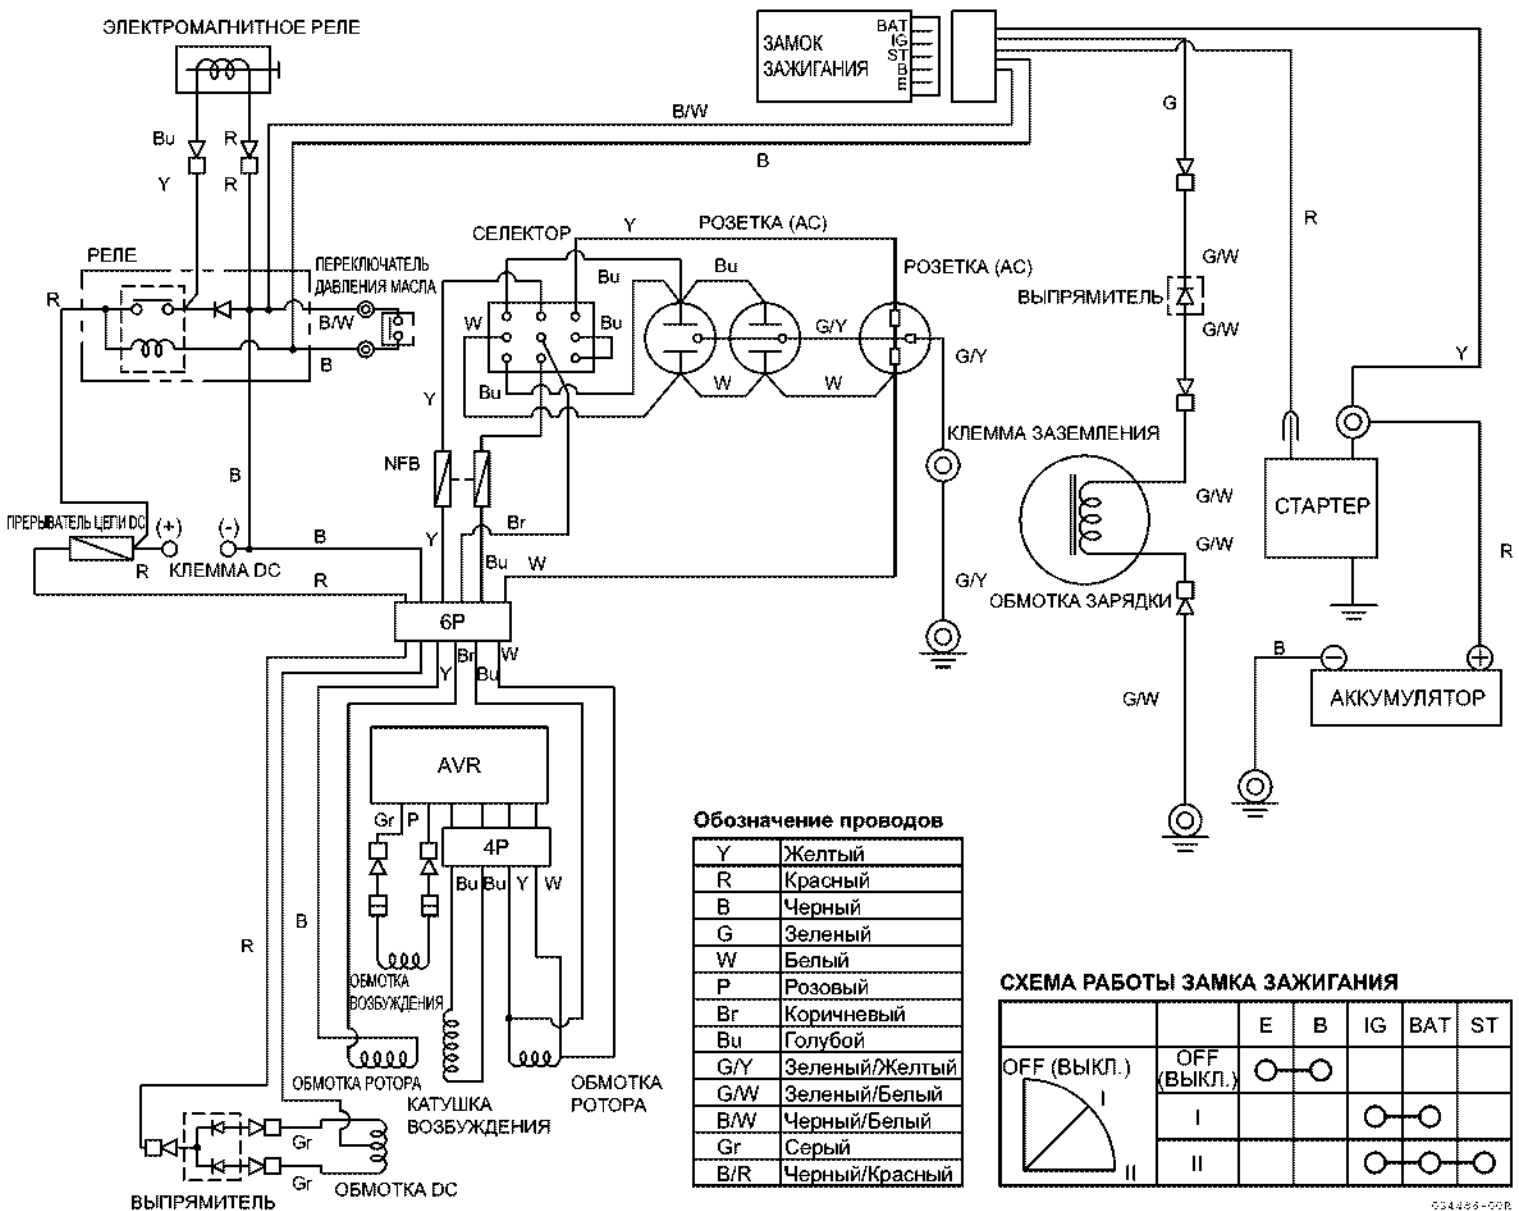 ЭЛЕКТРОМАГНИТНОЕ РЕЛЕ
ЗАМОК
ЗАЖИГАНИЯ
BAT
IG
ST
B
E
B/W
B
G
Bu
R
Y
R
R
G/W
СЕЛЕКТОР
Y
РОЗЕТКА (AC)
РЕЛЕ
ПЕРЕКЛЮЧАТЕЛЬ
ДАВЛЕНИЯ МАСЛА
Bu
Bu
РОЗЕТКА (AC)
ВЫПРЯМИТЕЛЬ
R
B/W
W
Bu
G/Y
G/W
B
G/Y
Y
Y
Bu
W
W
КЛЕММА ЗАЗЕМЛЕНИЯ
NFB
B
G/W
СТАРТЕР
ПРЕРЫВАТЕЛЬ ЦЕПИ DC
(+)
(-)
B
Y
Br
G/W
R
R
КЛЕММА DC
R
Bu
W
G/Y
ОБМОТКА ЗАРЯДКИ
6P
Y
Br
Bu
W
B
G/W
АККУМУЛЯТОР
AVR
Gr
P
4P
Bu
Bu
Y
W
R
B
ОБМОТКА
ВОЗБУЖДЕНИЯ
ОБМОТКА РОТОРА
КАТУШКА
ВОЗБУЖДЕНИЯ
ОБМОТКА
РОТОРА
Gr
Gr
ВЫПРЯМИТЕЛЬ
ОБМОТКА DC
Обозначение проводов
Y Желтый
R Красный
B Черный
G Зеленый
W Белый
P Розовый
Br Коричневый
Bu Голубой
G/Y Зеленый/Желтый
G/W Зеленый/Белый
B/W Черный/Белый
Gr Серый
B/R Черный/Красный
СХЕМА РАБОТЫ ЗАМКА ЗАЖИГАНИЯ
E B IG BAT ST
OFF (ВЫКЛ.)
I
II
OFF
(ВЫКЛ.)
I
II